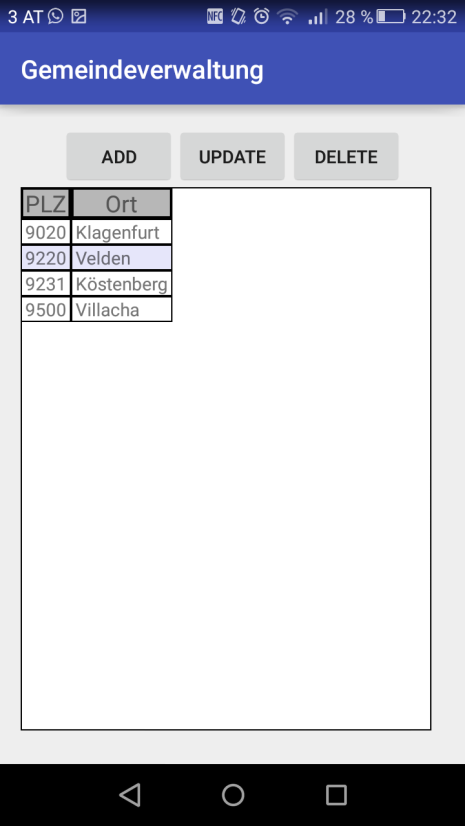 3 AT NFC 28 % 22:32
Gemeindeverwaltung
ADD UPDATE DELETE
PLZ Ort
9020 Klagenfurt
9220 Velden
9231 Köstenberg
9500 Villacha